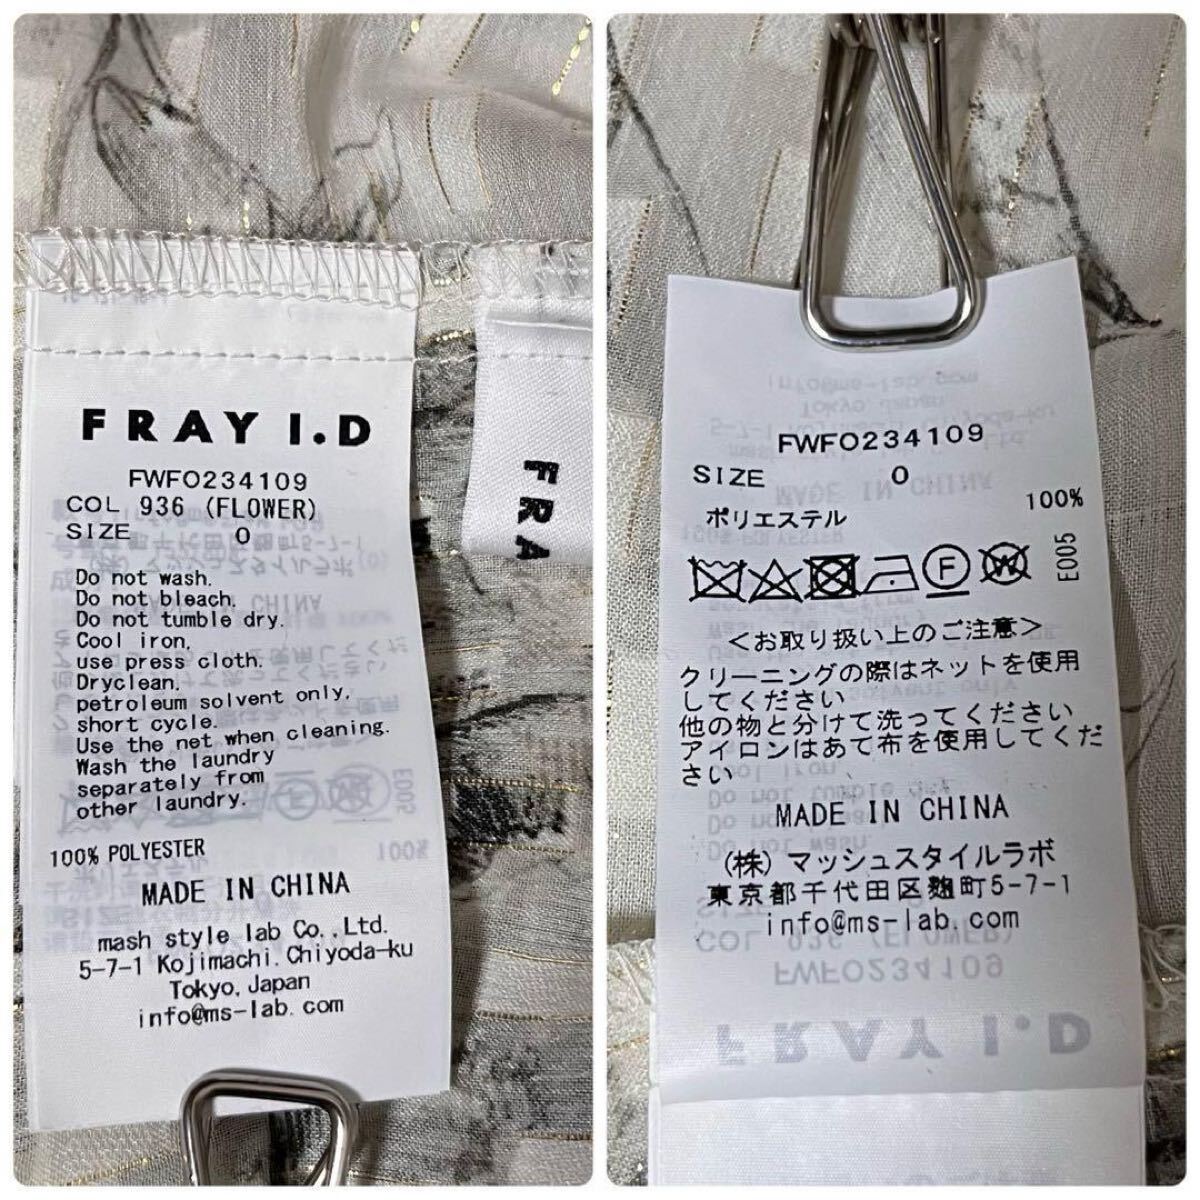 FRAY I.D
FWFO234109
COL 936 (FLOWER)
SIZE 0
Do not wash.
Do not bleach.
Do not tumble dry.
Cool iron.
use press cloth.
Dryclean.
petroleum solvent only.
short cycle.
Use the net when cleaning.
Wash the laundry
separately from
other laundry.
100% POLYESTER
MADE IN CHINA
mash style lab Co.,Ltd.
5-7-1 Kojimachi.Chiyoda-ku
Tokyo.Japan
info@ms-lab.com
FRA
FWFO234109
SIZE 0
100%
ポリエステル
F W
E005
<お取り扱い上のご注意>
クリーニングの際はネットを使用
してください
他の物と分けて洗ってください
アイロンはあて布を使用してくだ
さい
MADE IN CHINA
(株)マッシュスタイルラボ
東京都千代田区麹町5-7-1
info@ms-lab.com